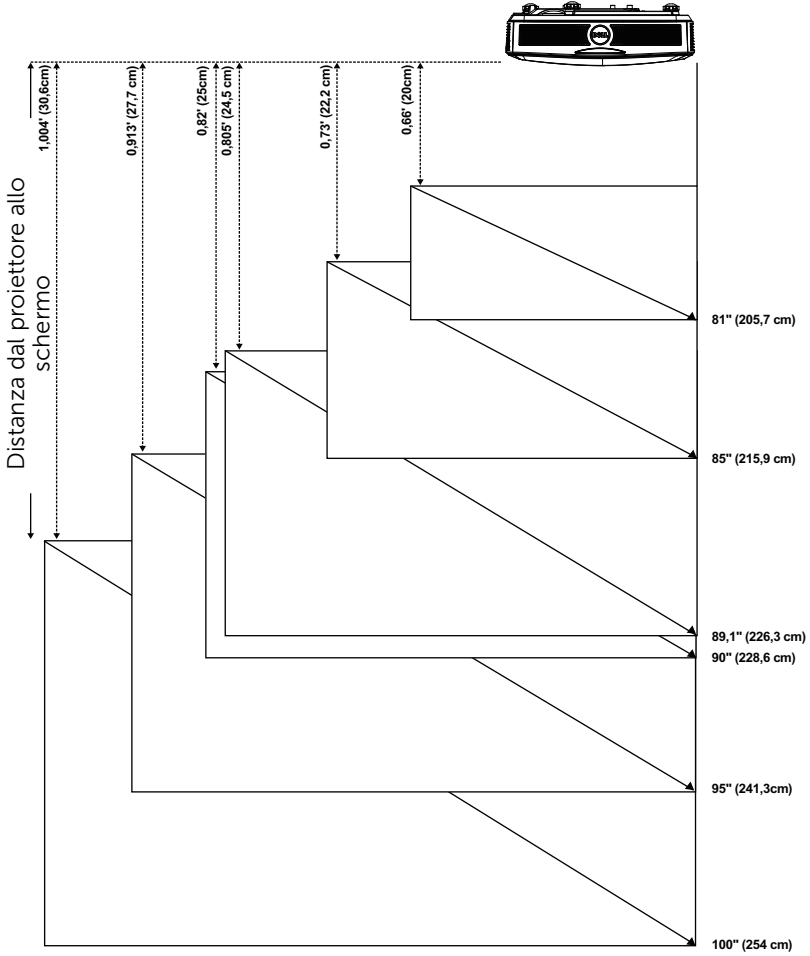 DELL
1,004' (30,6cm)
0,913' (27,7 cm)
0,82' (25cm)
0,805' (24,5 cm)
0,73' (22,2 cm)
0,66' (20cm)
Distanza dal proiettore allo
schermo
81" (205,7 cm)
85" (215,9 cm)
89,1" (226,3 cm)
90" (228,6 cm)
95" (241,3cm)
100" (254 cm)